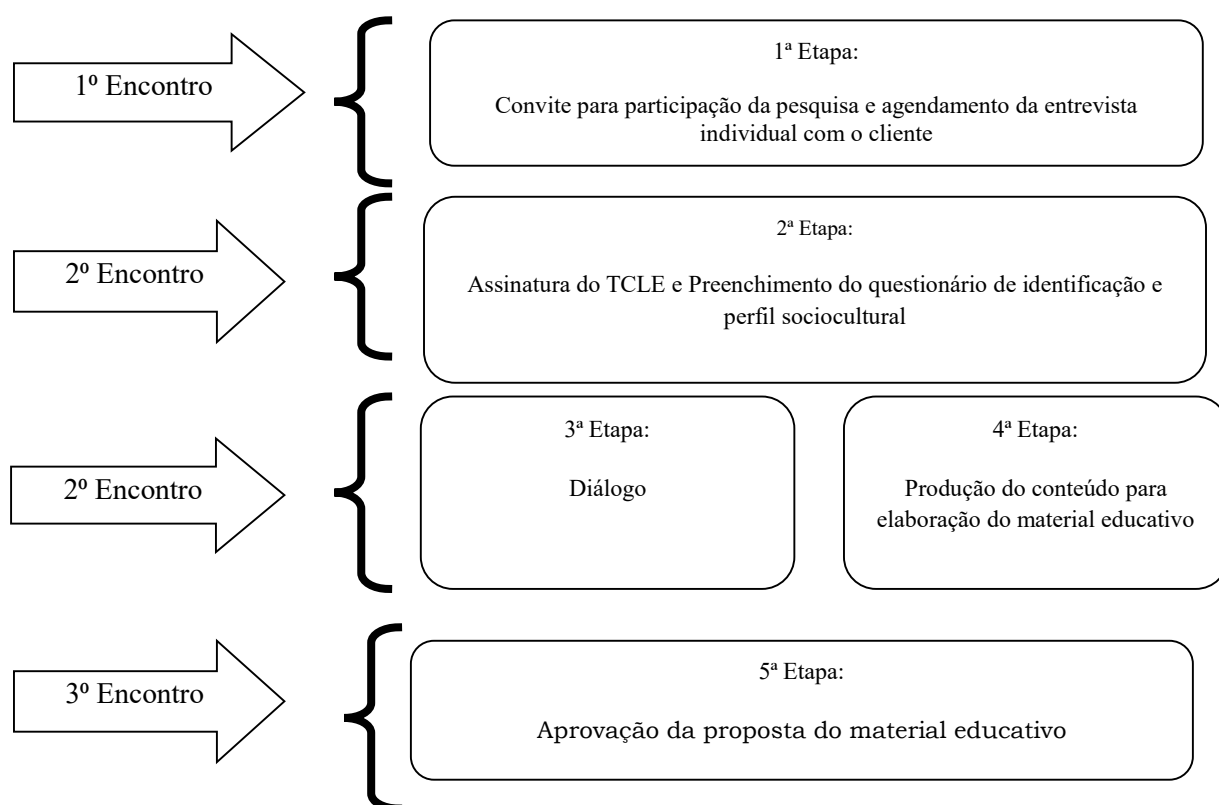 1º Encontro
1ª Etapa:
Convite para participação da pesquisa e agendamento da entrevista
individual com o cliente
2º Encontro
2ª Etapa:
Assinatura do TCLE e Preenchimento do questionário de identificação e
perfil sociocultural
2º Encontro
3ª Etapa:
Diálogo
4ª Etapa:
Produção do conteúdo para
elaboração do material educativo
3º Encontro
5ª Etapa:
Aprovação da proposta do material educativo